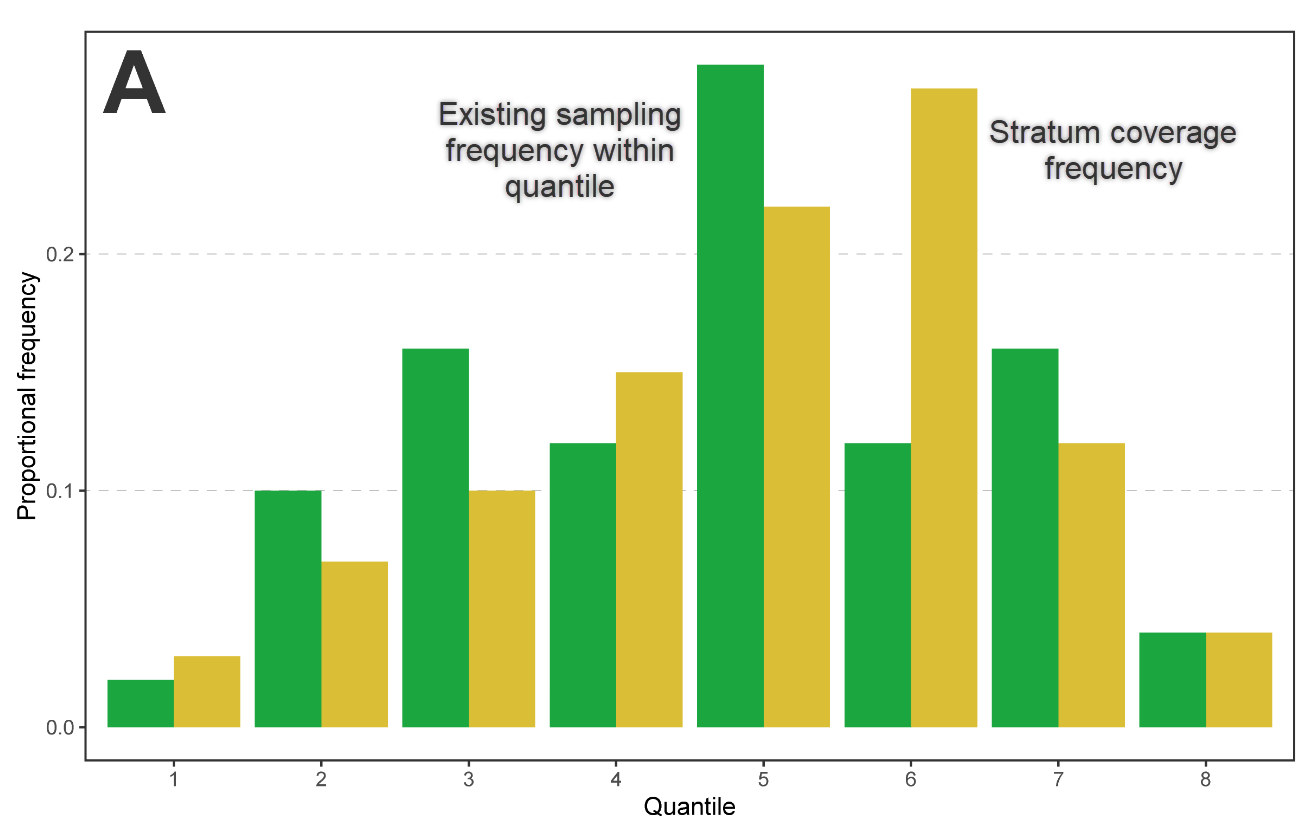 A
Existing sampling
frequency within
quantile
Stratum coverage
frequency
Proportional frequency
0.2
0.1
0.0
1 2 3 4 5 6 7 8
Quantile